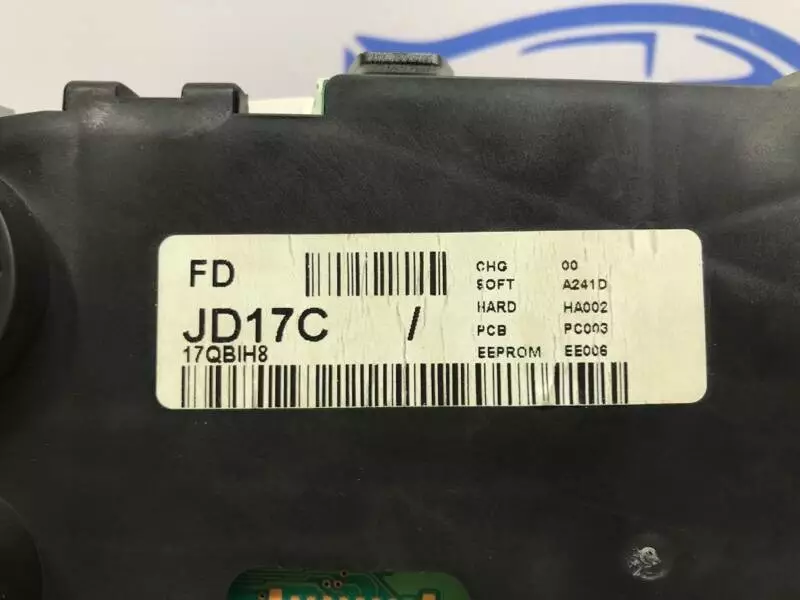 FD
CHG 00
SOFT A241D
JD17C /
HARD HA002
PCB PC003
17QBIH8
EEPROM EE006